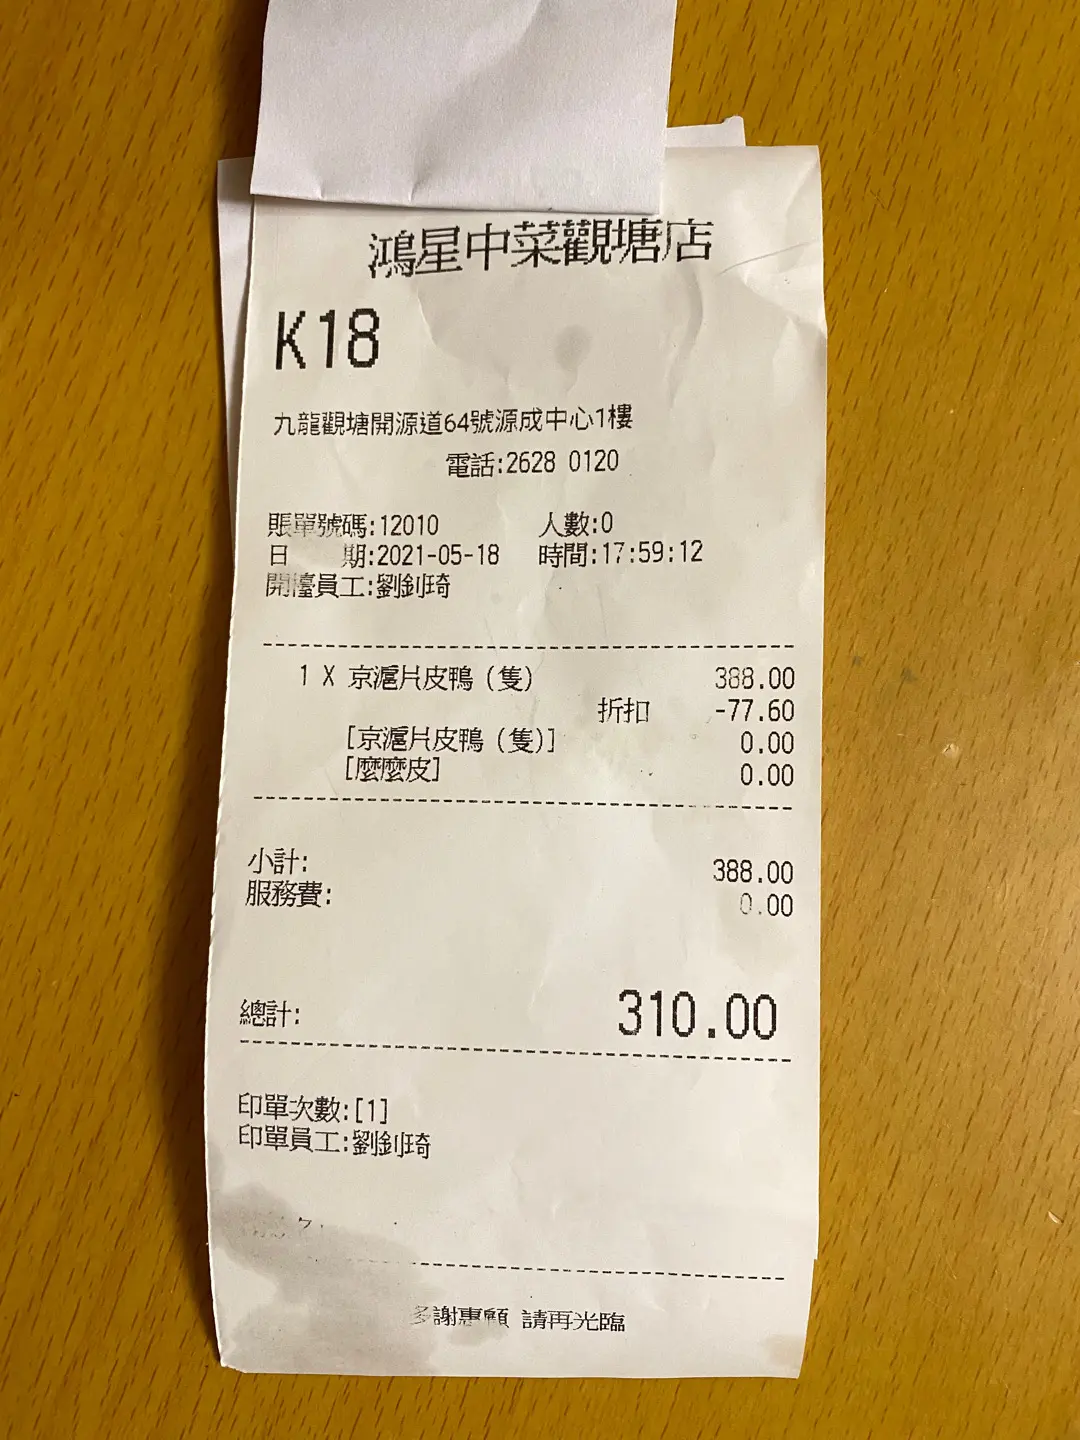 鴻星中菜觀塘店
K18
九龍觀塘開源道64號源成中心1樓
電話:2628 0120
賬單號碼:12010 人數:0
日 期:2021-05-18 時間:17:59:12
開檯員工:劉釗琦
1 X 京滬片皮鴨 (隻) 388.00
折扣 -77.60
[京滬片皮鴨 (隻)] 0.00
[麼麼皮] 0.00
小計: 388.00
服務費: 0.00
總計: 310.00
印單次數:[1]
印單員工:劉釗琦
多謝惠顧 請再光臨